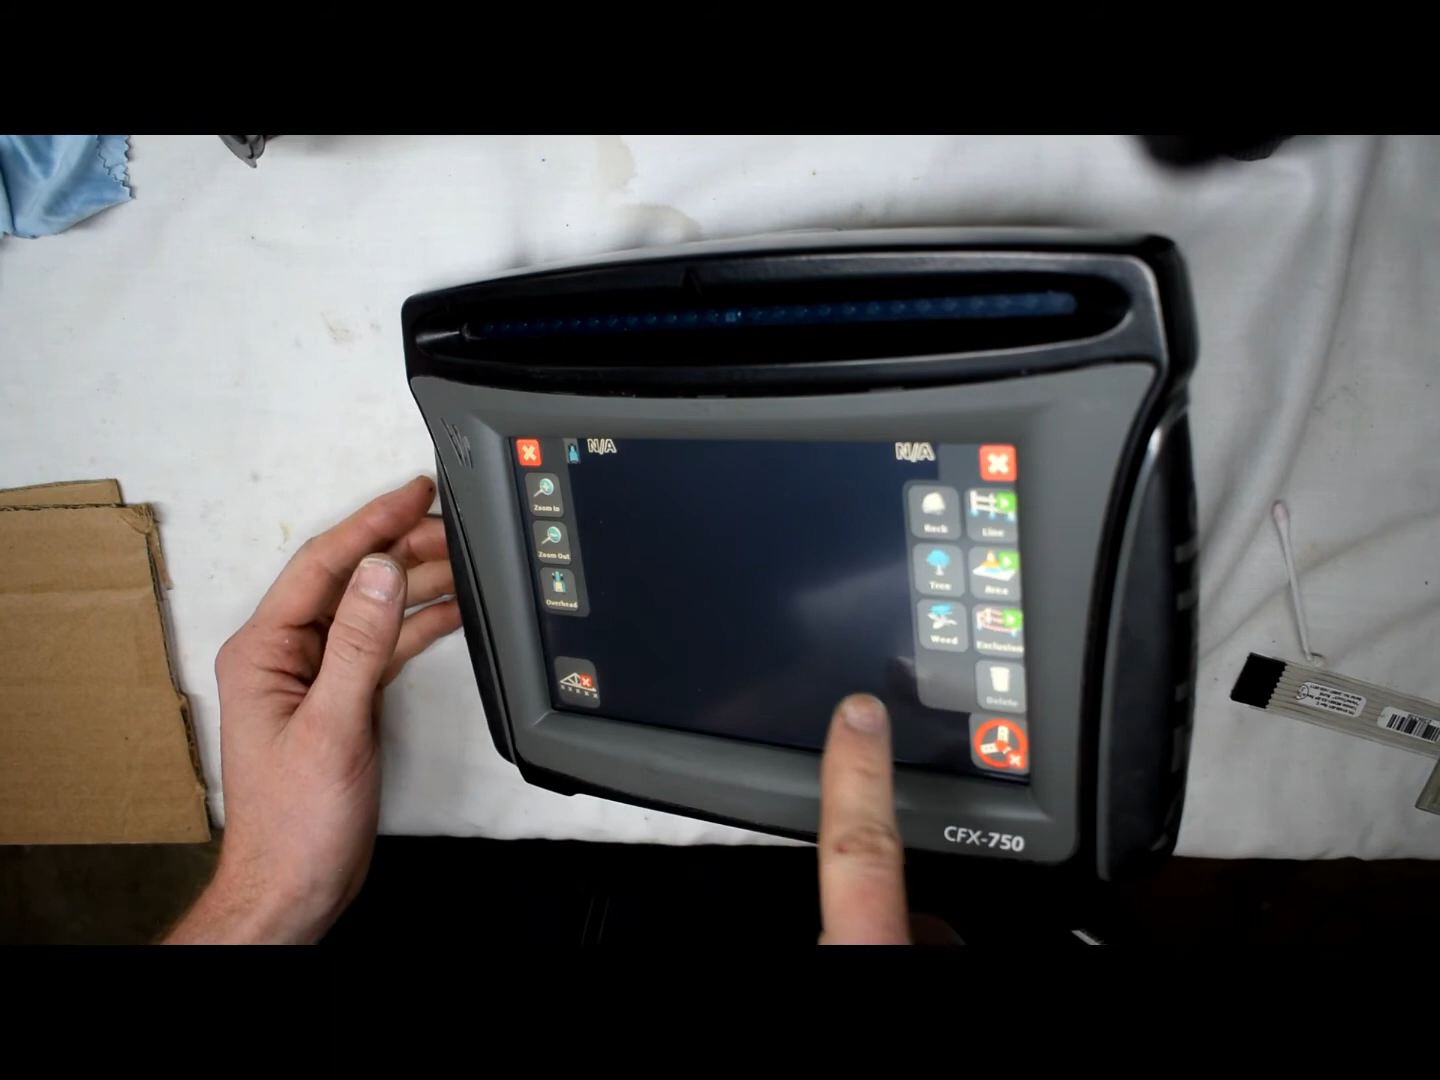 N/A
N/A
Zoom In
Zoom Out
Overhead
Rock
Line
Tree
Area
Weed
Exclusion
Delete
CFX-750